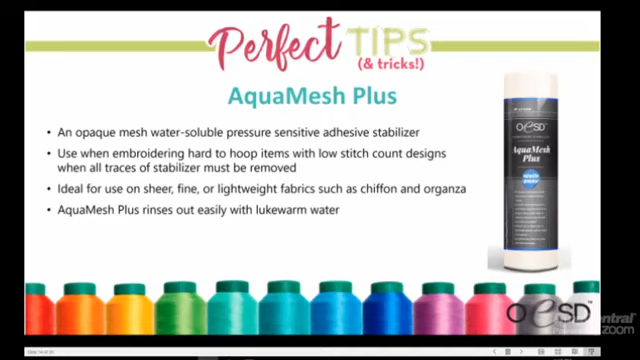 Perfect TIPS
(& tricks!)
AquaMesh Plus
• An opaque mesh water-soluble pressure sensitive adhesive stabilizer
• Use when embroidering hard to hoop items with low stitch count designs
when all traces of stabilizer must be removed
• Ideal for use on sheer, fine, or lightweight fabrics such as chiffon and organza
• AquaMesh Plus rinses out easily with lukewarm water
OESD
AquaMesh
Plus
OESD™
zoom